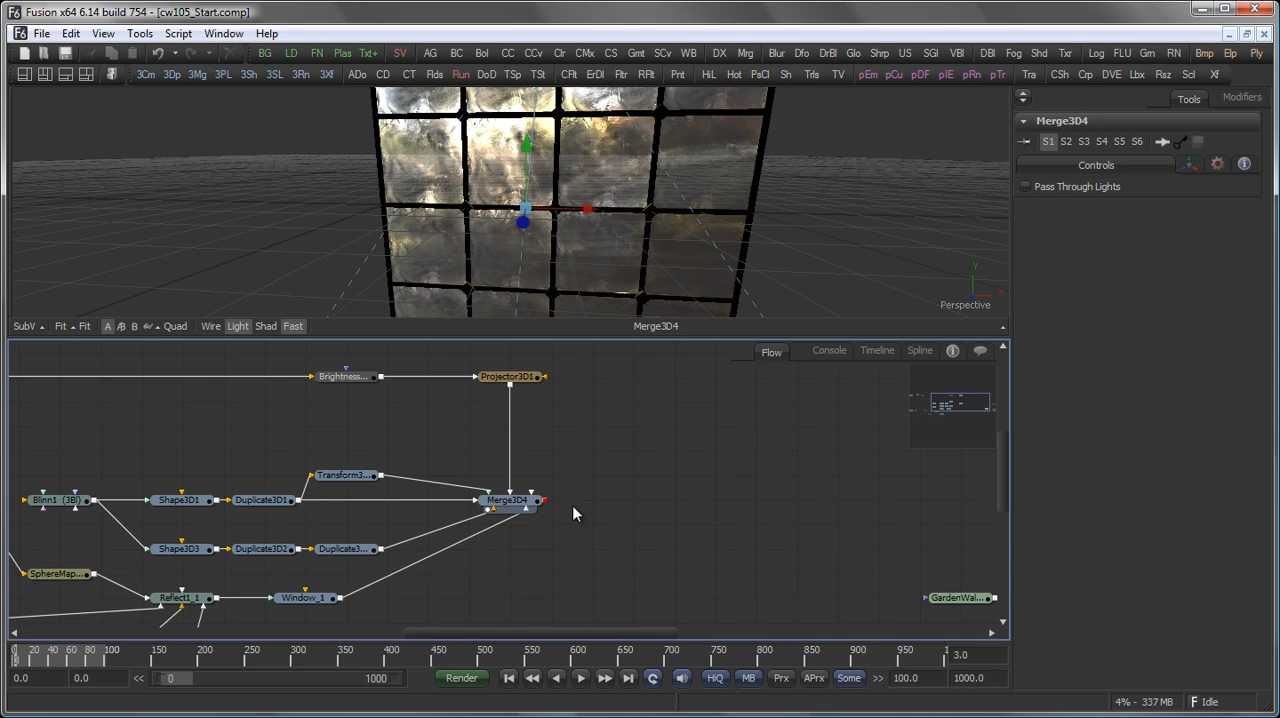 Fusion x64 6.14 build 754 - [cw105_Start.comp]
File Edit View Tools Script Window Help
BG LD FN Plas Txt+ SV AG BC Bol CC CCv Clr CMx CS Gmt SCv WB DX Mrg Blur Dfo DrBl Glo Shrp US SGl VBl DBl Fog Shd Txr Log FLU Grn RN Bmp Elp Ply
3Cm 3Dp 3Mg 3PL 3Sh 3SL 3Rn 3Xf ADo CD CT Flds Run DoD TSp TSt CFlt ErDl Fltr RFlt Pnt HiL Hot PsCl Sh Trls TV pEm pCu pDF pIE pRn pTr Tra CSh Crp DVE Lbx Rsz Scl Xf
Tools Modifiers
Merge3D4
S1 S2 S3 S4 S5 S6
Controls
Pass Through Lights
Y
X
Perspective
SubV Fit Fit A B Quad Wire Light Shad Fast Merge3D4
Flow Console Timeline Spline
Brightness... Projector3D1
Transform3...
Blinn1 (3Bl) Shape3D1 Duplicate3D1 Merge3D4
Shape3D3 Duplicate3D2 Duplicate3...
SphereMap...
Reflect1_1 Window_1 GardenWal...
0 20 40 60 80 100 150 200 250 300 350 400 450 500 550 600 650 700 750 800 850 900 950 1 3.0
0.0 0.0 << 0 1000 Render HiQ MB Prx APrx Some >> 100.0 1000.0
4% - 337 MB Idle